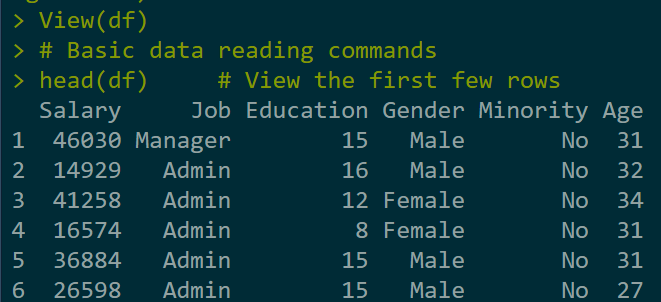 > View(df)
> # Basic data reading commands
> head(df)     # View the first few rows
  Salary     Job Education Gender Minority Age
1  46030 Manager        15   Male       No  31
2  14929   Admin        16   Male       No  32
3  41258   Admin        12 Female       No  34
4  16574   Admin         8 Female       No  31
5  36884   Admin        15   Male       No  31
6  26598   Admin        15   Male       No  27